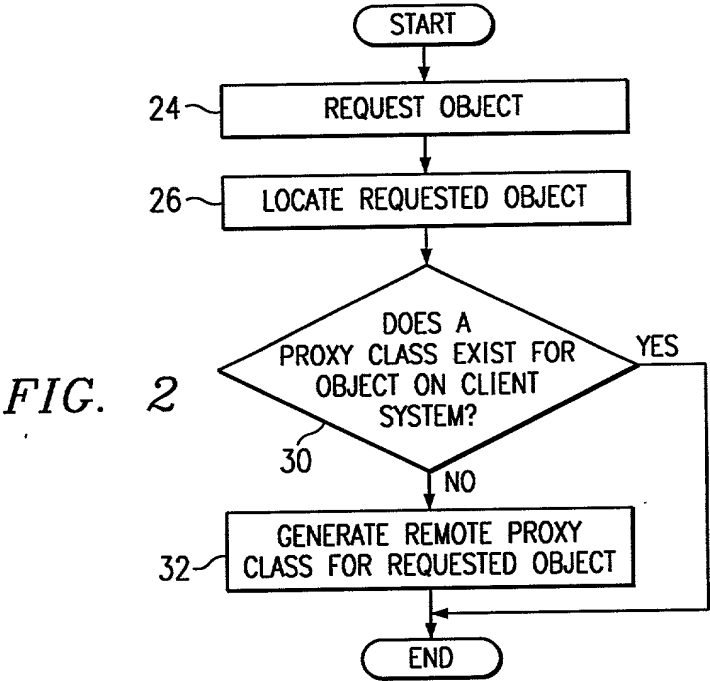 START
24
REQUEST OBJECT
26
LOCATE REQUESTED OBJECT
DOES A
PROXY CLASS EXIST FOR
OBJECT ON CLIENT
SYSTEM?
YES
FIG. 2
30
NO
GENERATE REMOTE PROXY
CLASS FOR REQUESTED OBJECT
32
END